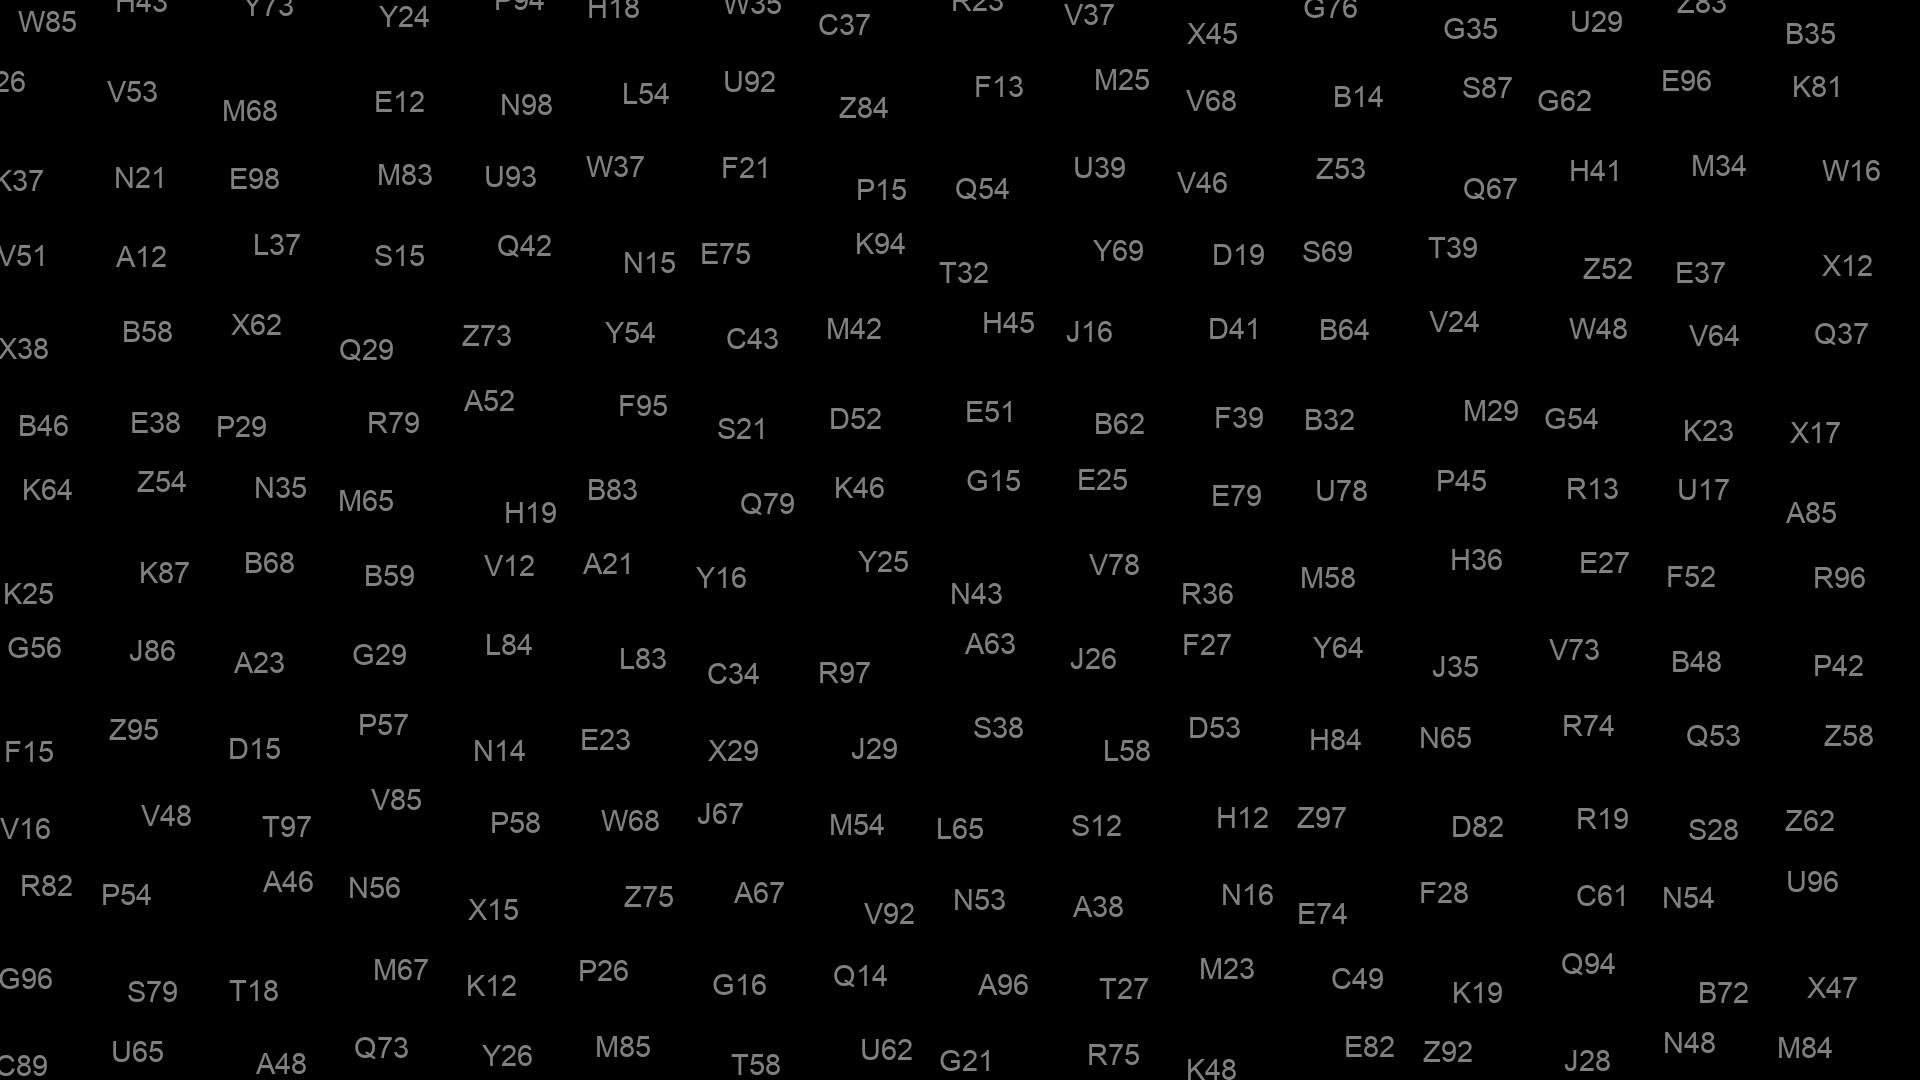 W85 H43 Y73 Y24 P94 H18 W35 C37 R23 V37 X45 G76 G35 U29 Z83 B35
26 V53 M68 E12 N98 L54 U92 Z84 F13 M25 V68 B14 S87 G62 E96 K81
K37 N21 E98 M83 U93 W37 F21 P15 Q54 U39 V46 Z53 Q67 H41 M34 W16
V51 A12 L37 S15 Q42 N15 E75 K94 T32 Y69 D19 S69 T39 Z52 E37 X12
X38 B58 X62 Q29 Z73 Y54 C43 M42 H45 J16 D41 B64 V24 W48 V64 Q37
B46 E38 P29 R79 A52 F95 S21 D52 E51 B62 F39 B32 M29 G54 K23 X17
K64 Z54 N35 M65 H19 B83 Q79 K46 G15 E25 E79 U78 P45 R13 U17 A85
K25 K87 B68 B59 V12 A21 Y16 Y25 N43 V78 R36 M58 H36 E27 F52 R96
G56 J86 A23 G29 L84 L83 C34 R97 A63 J26 F27 Y64 J35 V73 B48 P42
F15 Z95 D15 P57 N14 E23 X29 J29 S38 L58 D53 H84 N65 R74 Q53 Z58
V16 V48 T97 V85 P58 W68 J67 M54 L65 S12 H12 Z97 D82 R19 S28 Z62
R82 P54 A46 N56 X15 Z75 A67 V92 N53 A38 N16 E74 F28 C61 N54 U96
G96 S79 T18 M67 K12 P26 G16 Q14 A96 T27 M23 C49 K19 Q94 B72 X47
C89 U65 A48 Q73 Y26 M85 T58 U62 G21 R75 K48 E82 Z92 J28 N48 M84